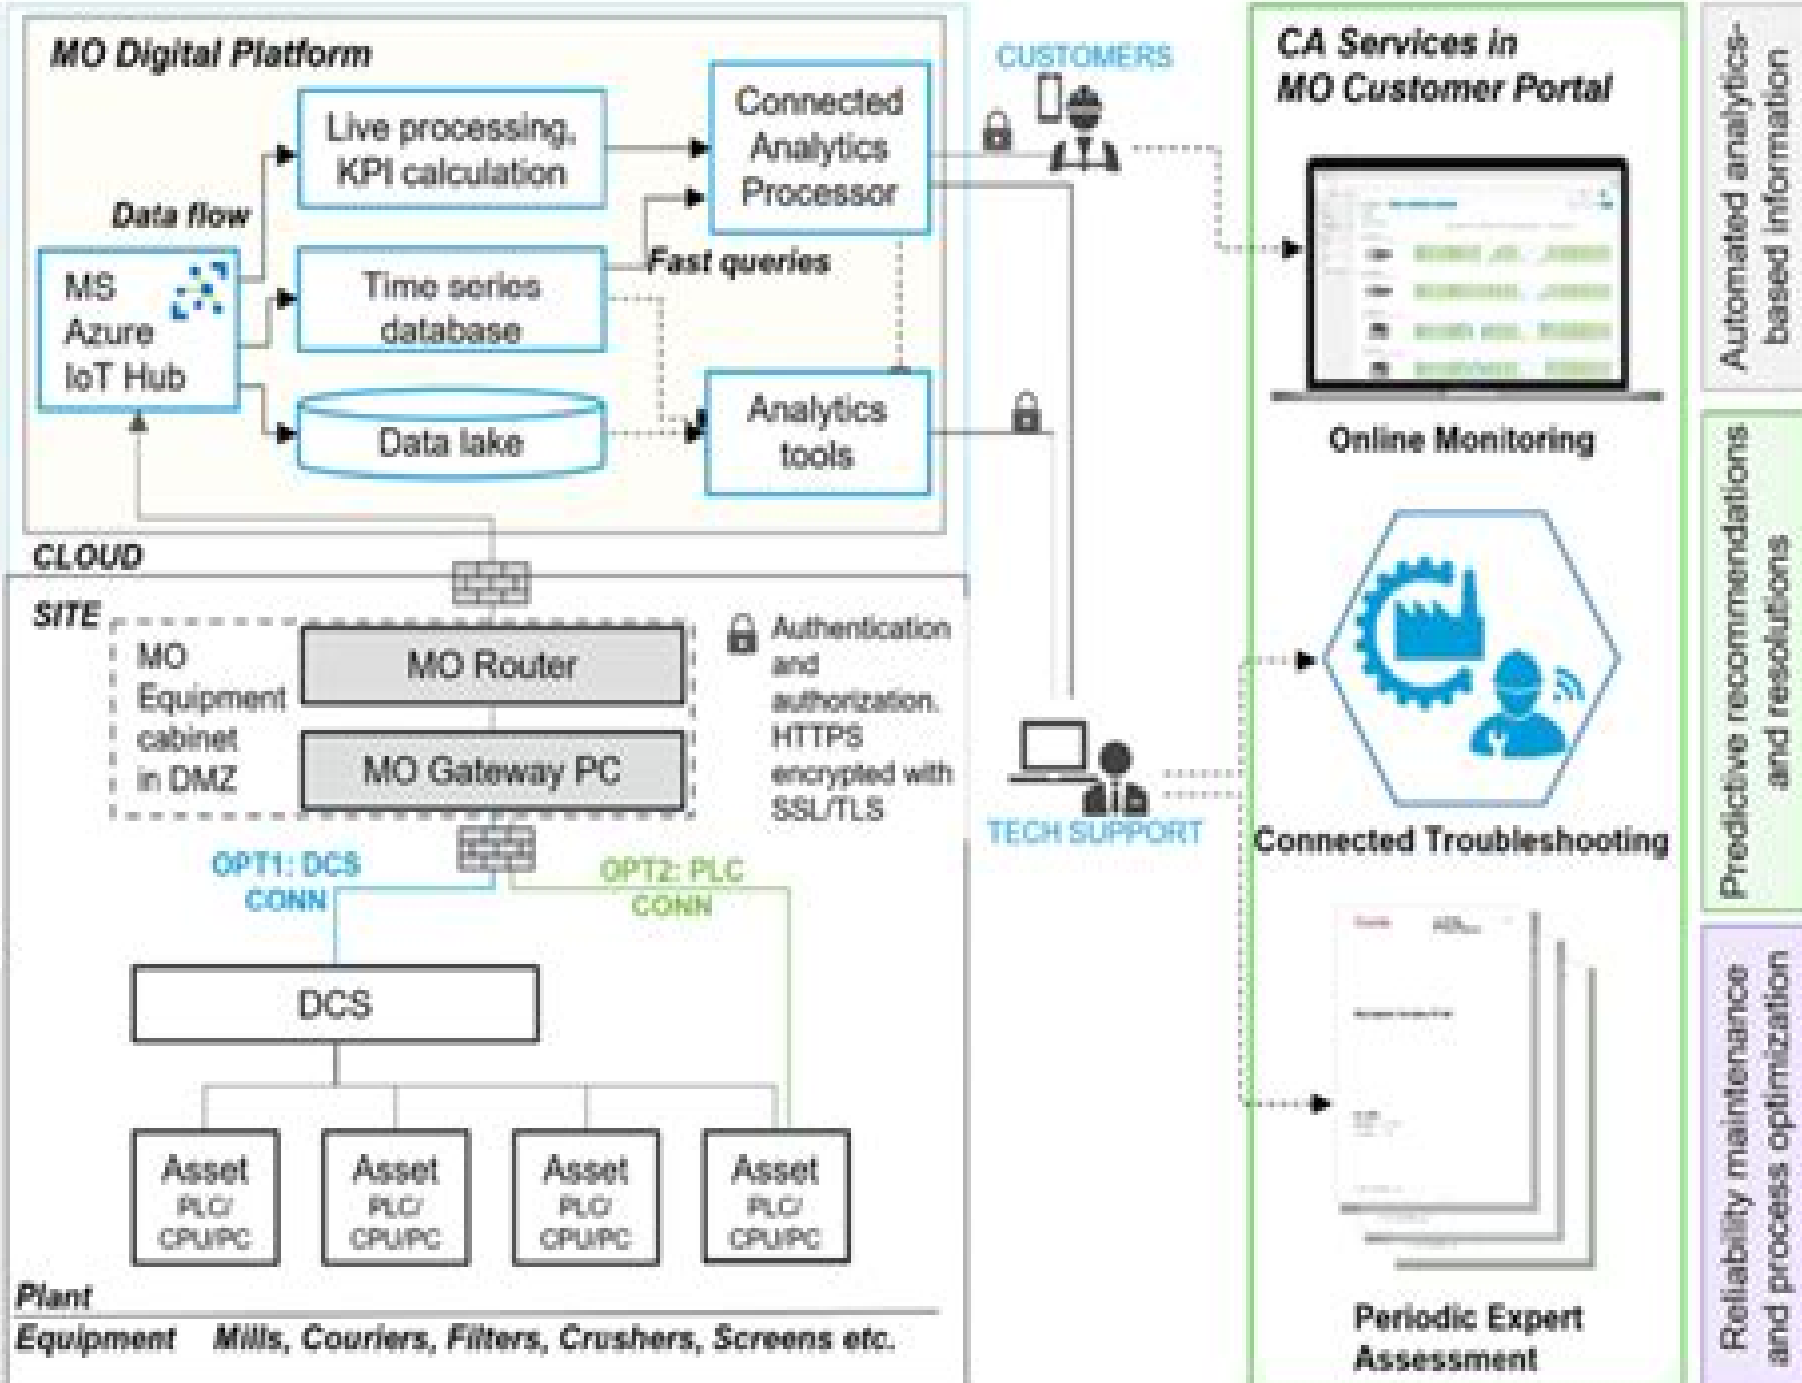 MO Digital Platform
Live processing,
KPI calculation
Connected
Analytics
Processor
Data flow
Fast queries
MS
Azure
IoT Hub
Time series
database
Data lake
Analytics
tools
CLOUD
SITE
MO
Equipment
cabinet
in DMZ
MO Router
MO Gateway PC
Authentication
and
authorization.
HTTPS
encrypted with
SSL/TLS
OPT1: DCS
CONN
OPT2: PLC
CONN
DCS
Asset
PLC/
CPU/PC
Asset
PLC/
CPU/PC
Asset
PLC/
CPU/PC
Asset
PLC/
CPU/PC
Plant
Equipment Mills, Couriers, Filters, Crushers, Screens etc.
CUSTOMERS
TECH SUPPORT
CA Services in
MO Customer Portal
Online Monitoring
Connected Troubleshooting
Periodic Expert
Assessment
Automated analytics-
based information
Predictive recommendations
and resolutions
Reliability maintenance
and process optimization